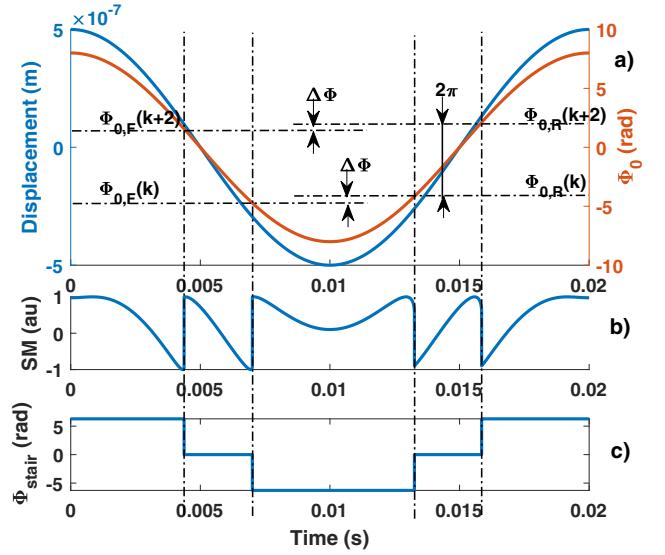 ×10⁻⁷
5
0
-5
Displacement (m)
10
5
0
-5
-10
Φ₀ (rad)
a)
ΔΦ
2π
Φ₀,F(k+2)
Φ₀,R(k+2)
ΔΦ
Φ₀,F(k)
Φ₀,R(k)
0 0.005 0.01 0.015 0.02
1
0
-1
SM (au)
b)
0 0.005 0.01 0.015 0.02
5
0
-5
Φstair (rad)
c)
0 0.005 0.01 0.015 0.02
Time (s)